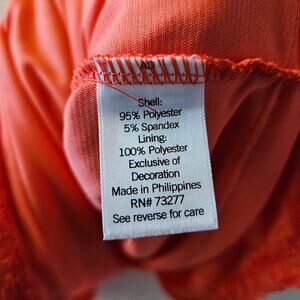 AD
Shell:
95% Polyester
5% Spandex
Lining:
100% Polyester
Exclusive of
Decoration
Made in Philippines
RN# 73277
See reverse for care